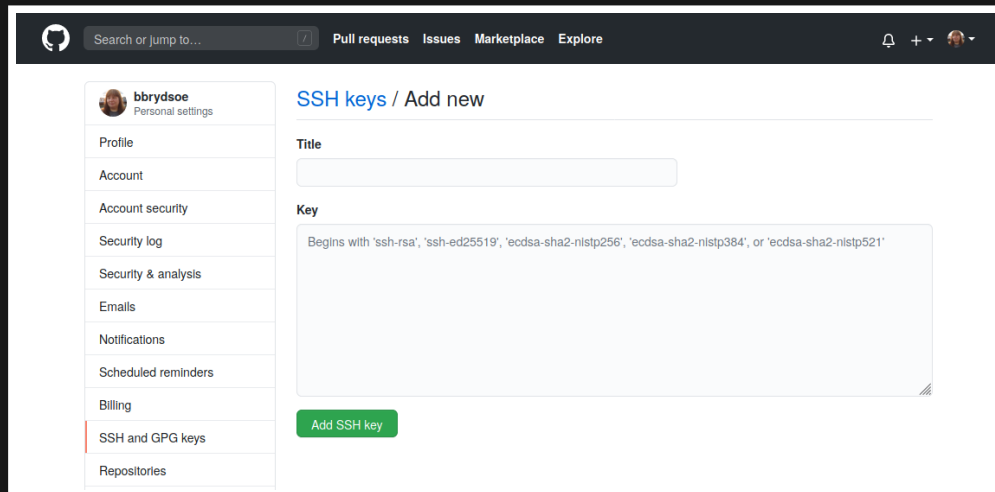 Search or jump to… /
Pull requests Issues Marketplace Explore
bbrydsoe
Personal settings
Profile
Account
Account security
Security log
Security & analysis
Emails
Notifications
Scheduled reminders
Billing
SSH and GPG keys
Repositories
SSH keys / Add new
Title
Key
Begins with 'ssh-rsa', 'ssh-ed25519', 'ecdsa-sha2-nistp256', 'ecdsa-sha2-nistp384', or 'ecdsa-sha2-nistp521'
Add SSH key